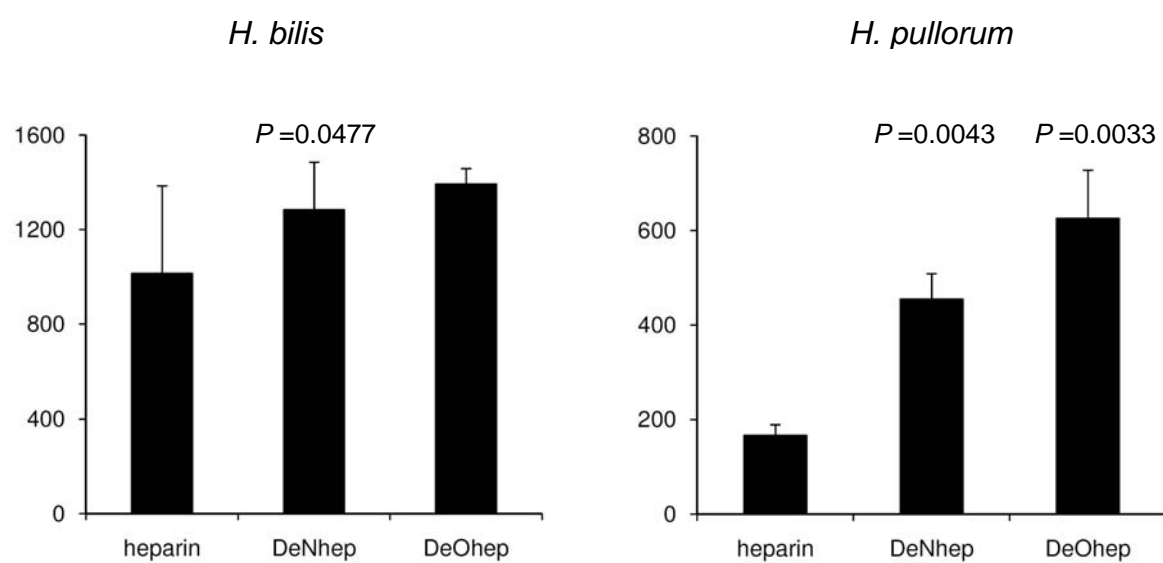 H. bilis
P =0.0477
1600
1200
800
400
0
heparin DeNhep DeOhep
H. pullorum
P =0.0043 P =0.0033
800
600
400
200
0
heparin DeNhep DeOhep